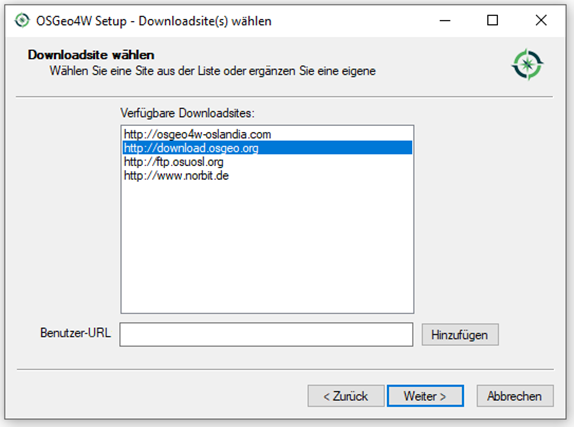 OSGeo4W Setup - Downloadsite(s) wählen
Downloadsite wählen
Wählen Sie eine Site aus der Liste oder ergänzen Sie eine eigene
Verfügbare Downloadsites:
http://osgeo4w-oslandia.com
http://download.osgeo.org
http://ftp.osuosl.org
http://www.norbit.de
Benutzer-URL
Hinzufügen
< Zurück
Weiter >
Abbrechen